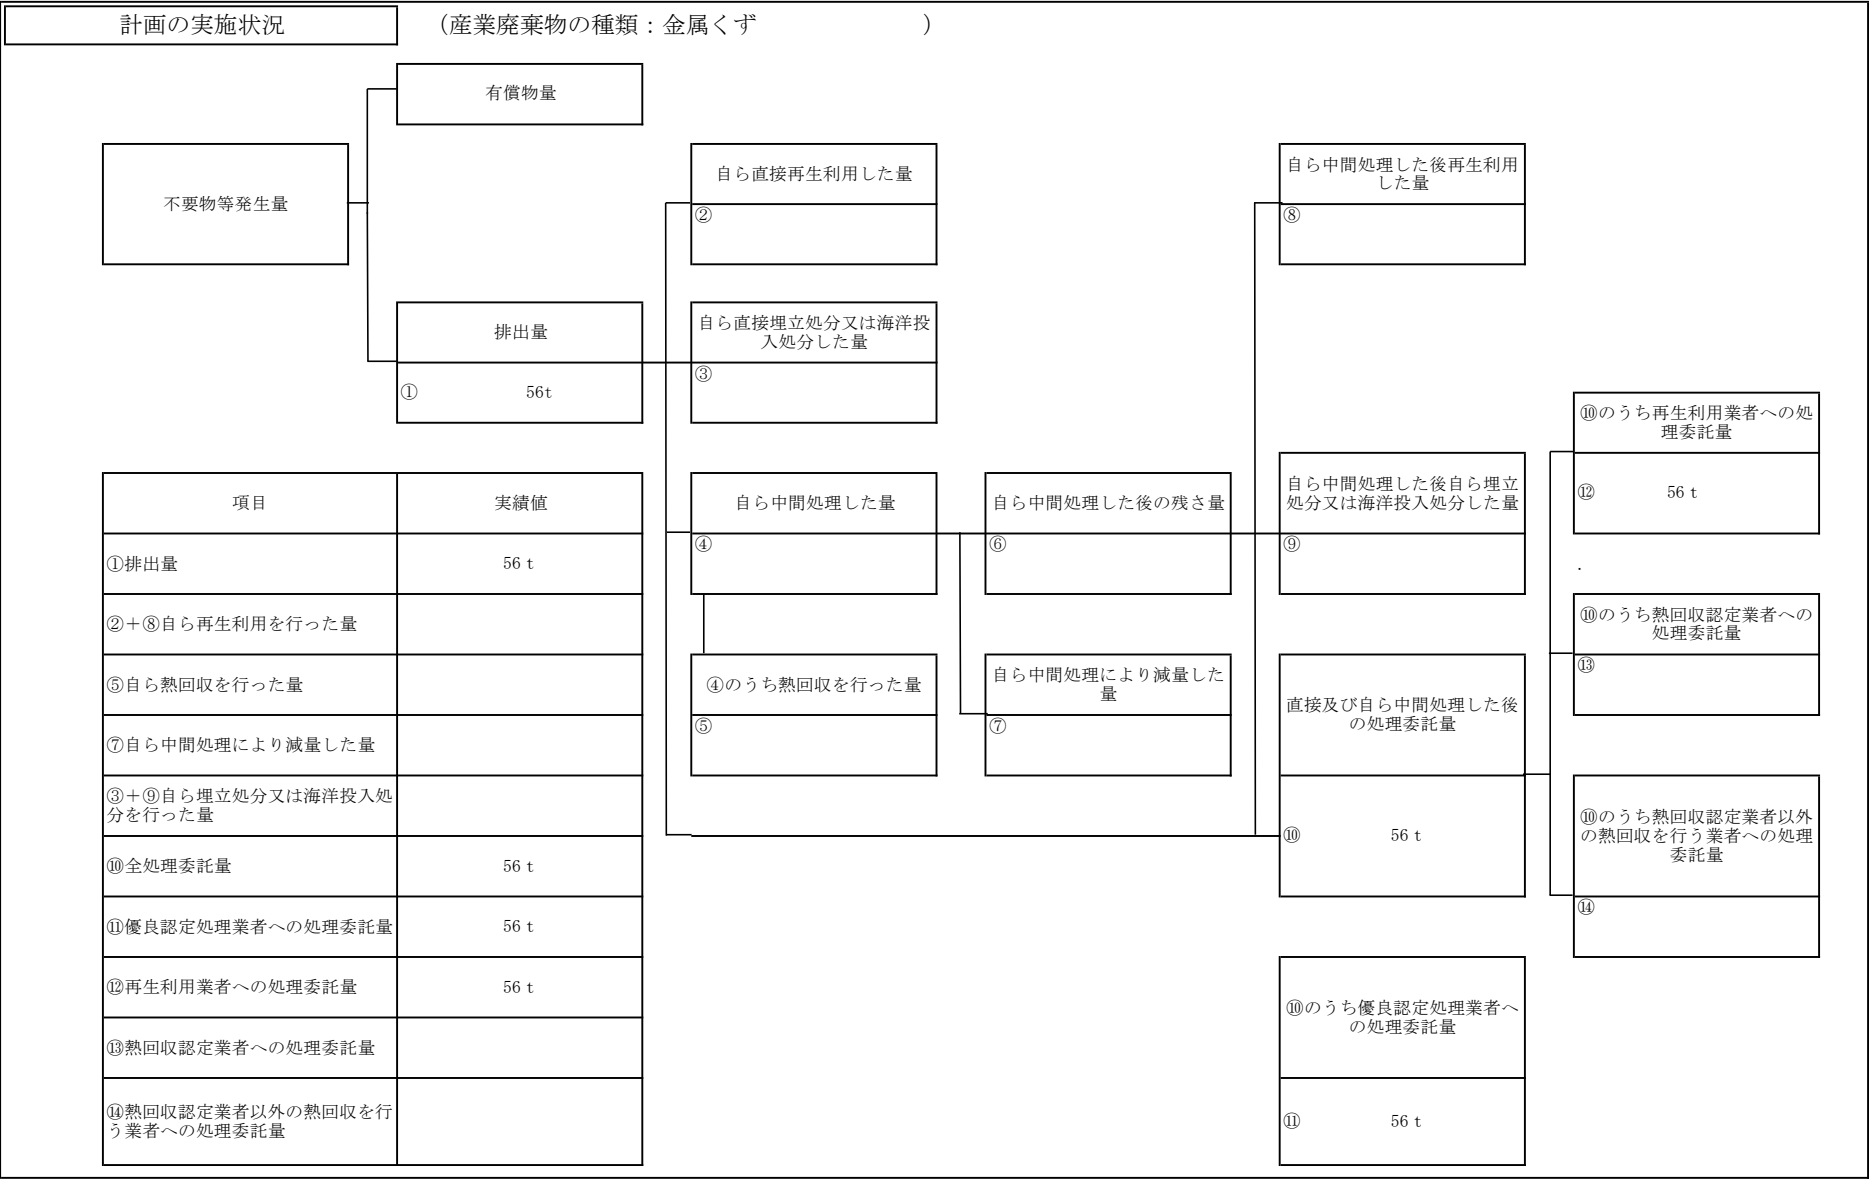 計画の実施状況
（産業廃棄物の種類：金属くず　　　　　　　　）
有償物量
不要物等発生量
自ら直接再生利用した量
②
自ら中間処理した後再生利用
した量
⑧
排出量
①　56t
自ら直接埋立処分又は海洋投
入処分した量
③
⑩のうち再生利用業者への処
理委託量
⑫　56ｔ
項目　実績値
①排出量　56ｔ
②＋⑧自ら再生利用を行った量
⑤自ら熱回収を行った量
⑦自ら中間処理により減量した量
③＋⑨自ら埋立処分又は海洋投入処
分を行った量
⑩全処理委託量　56ｔ
⑪優良認定処理業者への処理委託量　56ｔ
⑫再生利用業者への処理委託量　56ｔ
⑬熱回収認定業者への処理委託量
⑭熱回収認定業者以外の熱回収を行
う業者への処理委託量
自ら中間処理した量
④
自ら中間処理した後の残さ量
⑥
自ら中間処理した後自ら埋立
処分又は海洋投入処分した量
⑨
.
⑩のうち熱回収認定業者への
処理委託量
⑬
④のうち熱回収を行った量
⑤
自ら中間処理により減量した
量
⑦
直接及び自ら中間処理した後
の処理委託量
⑩　56ｔ
⑩のうち熱回収認定業者以外
の熱回収を行う業者への処理
委託量
⑭
⑩のうち優良認定処理業者へ
の処理委託量
⑪　56ｔ